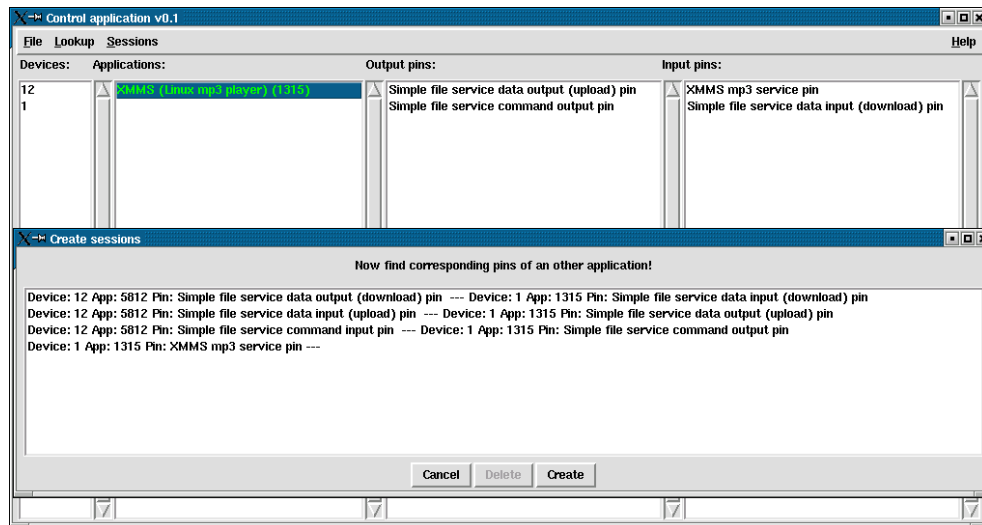 Control application v0.1
File Lookup Sessions Help
Devices: Applications: Output pins: Input pins:
12 XMMS (Linux mp3 player) (1315) Simple file service data output (upload) pin XMMS mp3 service pin
1 Simple file service command output pin Simple file service data input (download) pin
Create sessions
Now find corresponding pins of an other application!
Device: 12 App: 5812 Pin: Simple file service data output (download) pin --- Device: 1 App: 1315 Pin: Simple file service data input (download) pin
Device: 12 App: 5812 Pin: Simple file service data input (upload) pin --- Device: 1 App: 1315 Pin: Simple file service data output (upload) pin
Device: 12 App: 5812 Pin: Simple file service command input pin --- Device: 1 App: 1315 Pin: Simple file service command output pin
Device: 1 App: 1315 Pin: XMMS mp3 service pin ---
Cancel Delete Create